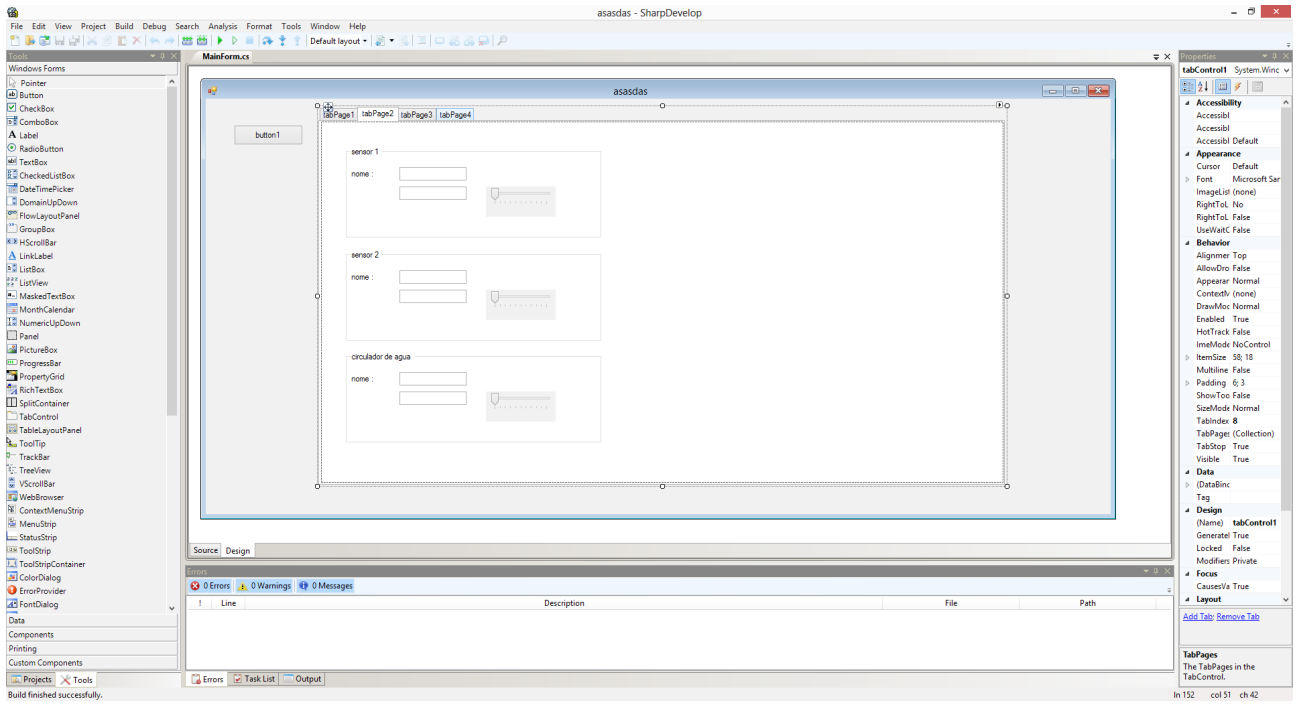 asasdas - SharpDevelop
File Edit View Project Build Debug Search Analysis Format Tools Window Help
Default layout
Tools
Windows Forms
Pointer
Button
CheckBox
ComboBox
Label
RadioButton
TextBox
CheckedListBox
DateTimePicker
DomainUpDown
FlowLayoutPanel
GroupBox
HScrollBar
LinkLabel
ListBox
ListView
MaskedTextBox
MonthCalendar
NumericUpDown
Panel
PictureBox
ProgressBar
PropertyGrid
RichTextBox
SplitContainer
TabControl
TableLayoutPanel
ToolTip
TrackBar
TreeView
VScrollBar
WebBrowser
ContextMenuStrip
MenuStrip
StatusStrip
ToolStrip
ToolStripContainer
ColorDialog
ErrorProvider
FontDialog
Data
Components
Printing
Custom Components
Projects Tools
MainForm.cs
asasdas
button1
tabPage1 tabPage2 tabPage3 tabPage4
sensor 1
nome :
sensor 2
nome :
circulador de agua
nome :
Source Design
Errors
0 Errors 0 Warnings 0 Messages
! Line Description File Path
Errors Task List Output
Properties
tabControl1 System.Winc
Accessibility
Accessibl
Accessibl
Accessibl Default
Appearance
Cursor Default
Font Microsoft Sar
ImageList (none)
RightToL No
RightToL False
UseWaitC False
Behavior
Alignmer Top
AllowDro False
Appearar Normal
(none)
DrawMoc Normal
Enabled True
HotTrack False
ImeMode NoControl
ItemSize 58; 18
Multiline False
Padding 6; 3
ShowToo False
SizeMode Normal
TabIndex 8
TabPages (Collection)
TabStop True
Visible True
Data
(DataBinc
Tag
Design
(Name) tabControl1
Generatel True
Locked False
Modifiers Private
Focus
CausesVa True
Layout
Add Tab Remove Tab
TabPages
The TabPages in the
TabControl.
Build finished successfully.
ln 152 col 51 ch 42